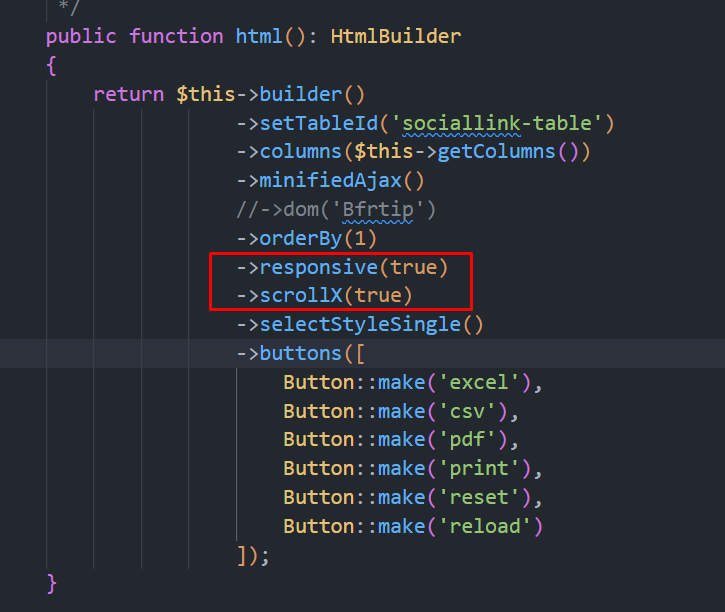 */
public function html(): HtmlBuilder
{
return $this->builder()
->setTableId('sociallink-table')
->columns($this->getColumns())
->minifiedAjax()
//->dom('Bfrtip')
->orderBy(1)
->responsive(true)
->scrollX(true)
->selectStyleSingle()
->buttons([
Button::make('excel'),
Button::make('csv'),
Button::make('pdf'),
Button::make('print'),
Button::make('reset'),
Button::make('reload')
]);
}